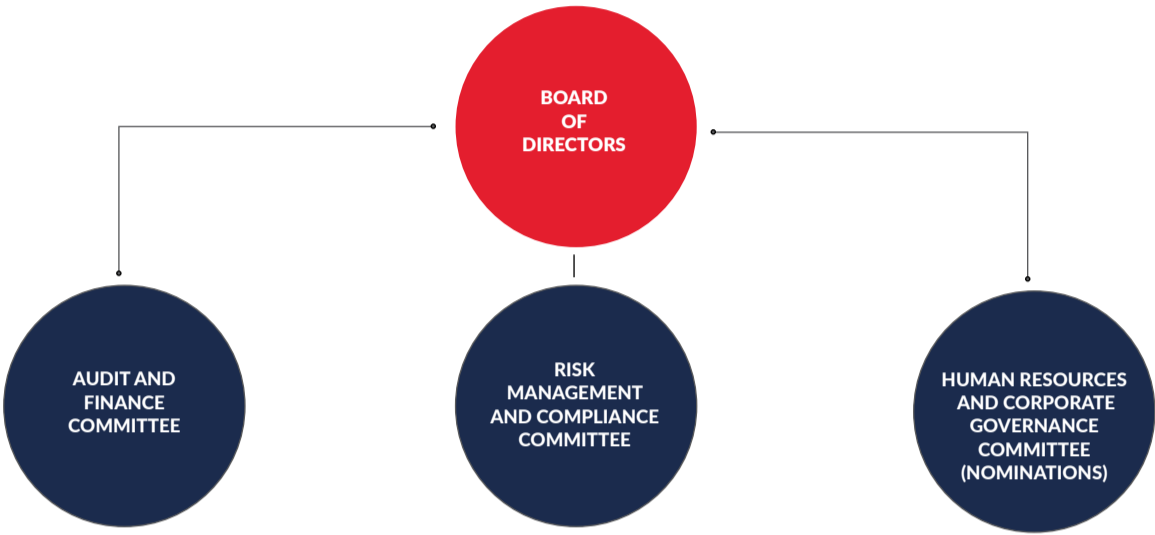 BOARD
OF
DIRECTORS
AUDIT AND
FINANCE
COMMITTEE
RISK
MANAGEMENT
AND COMPLIANCE
COMMITTEE
HUMAN RESOURCES
AND CORPORATE
GOVERNANCE
COMMITTEE
(NOMINATIONS)